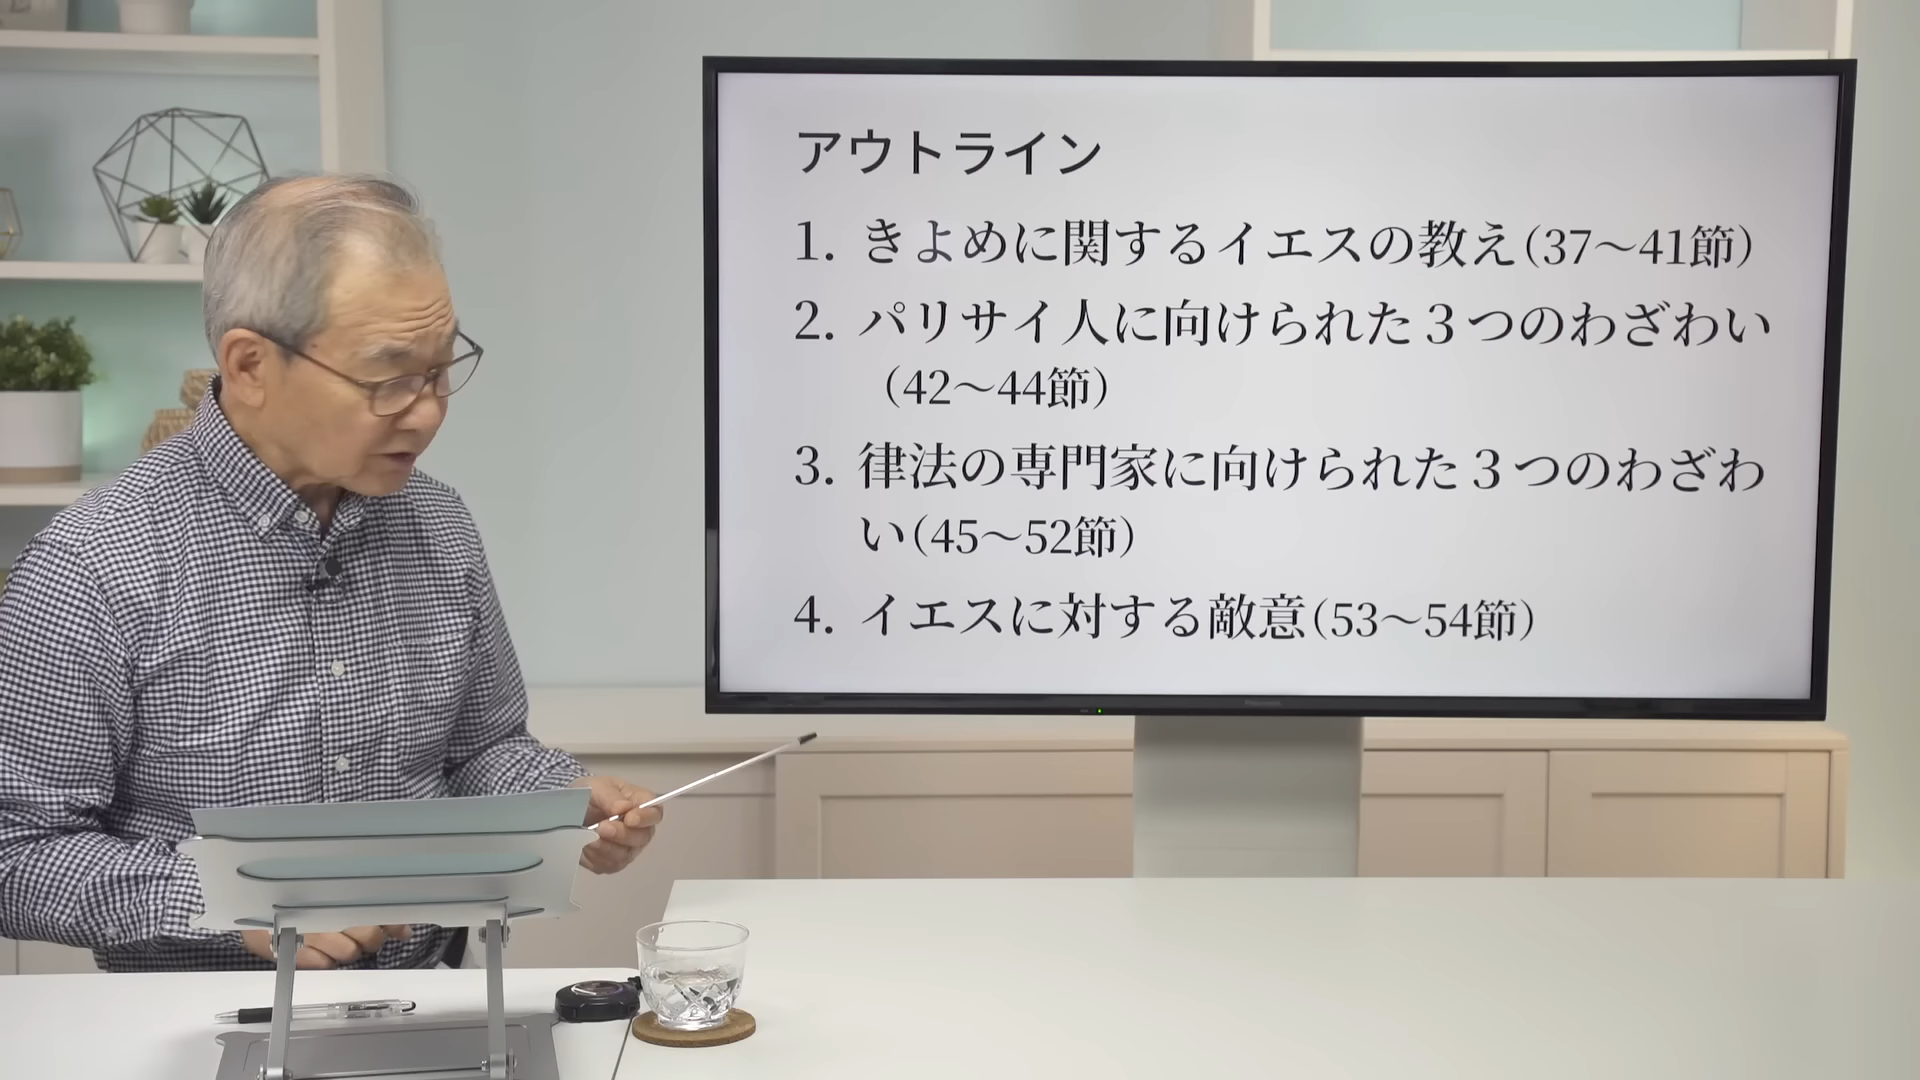 アウトライン
1. きよめに関するイエスの教え(37〜41節)
2. パリサイ人に向けられた３つのわざわい
(42〜44節)
3. 律法の専門家に向けられた３つのわざわ
い(45〜52節)
4. イエスに対する敵意(53〜54節)